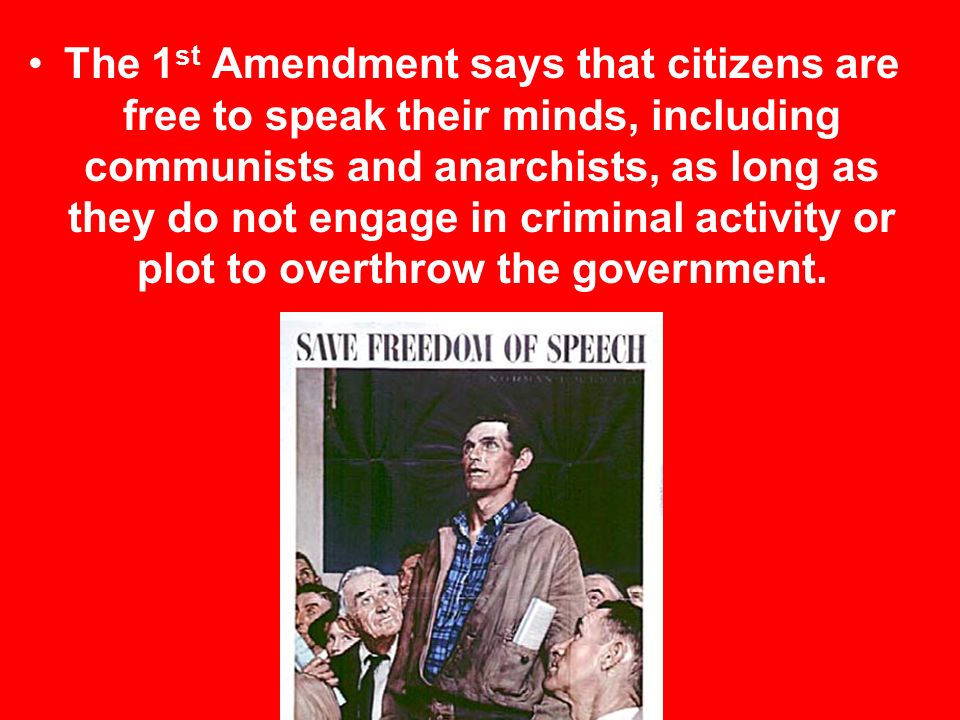 • The 1st Amendment says that citizens are
free to speak their minds, including
communists and anarchists, as long as
they do not engage in criminal activity or
plot to overthrow the government.
SAVE FREEDOM OF SPEECH